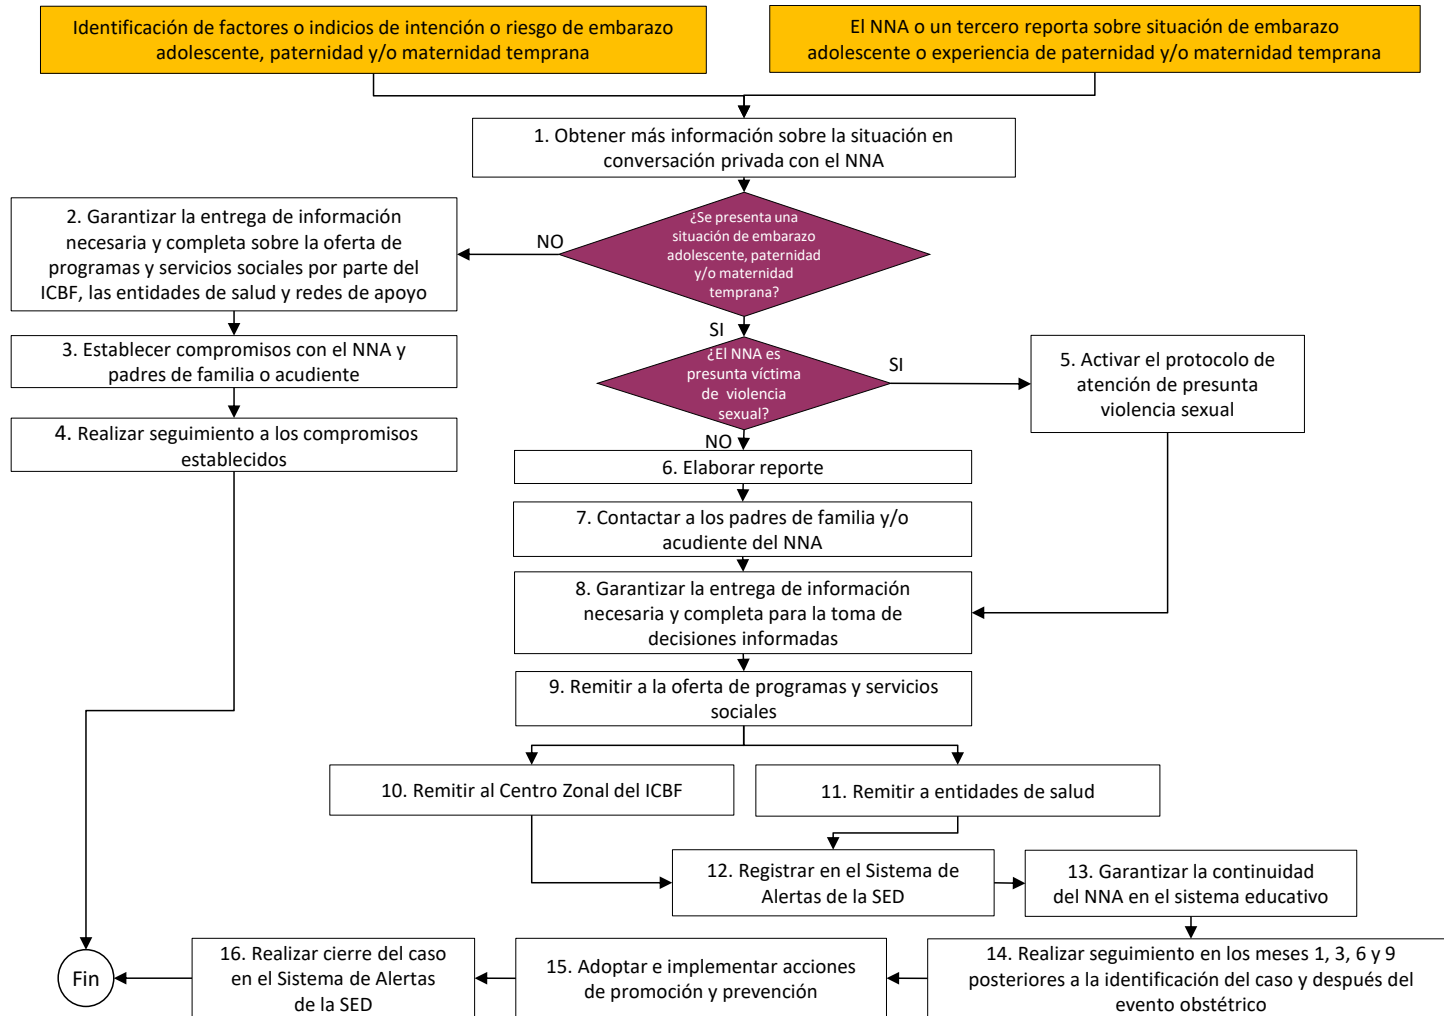 Identificación de factores o indicios de intención o riesgo de embarazo
adolescente, paternidad y/o maternidad temprana
El NNA o un tercero reporta sobre situación de embarazo
adolescente o experiencia de paternidad y/o maternidad temprana
1. Obtener más información sobre la situación en
conversación privada con el NNA
¿Se presenta una
situación de embarazo
adolescente, paternidad
y/o maternidad
temprana?
NO
2. Garantizar la entrega de información
necesaria y completa sobre la oferta de
programas y servicios sociales por parte del
ICBF, las entidades de salud y redes de apoyo
3. Establecer compromisos con el NNA y
padres de familia o acudiente
4. Realizar seguimiento a los compromisos
establecidos
SI
¿El NNA es
presunta víctima
de violencia
sexual?
SI
5. Activar el protocolo de
atención de presunta
violencia sexual
NO
6. Elaborar reporte
7. Contactar a los padres de familia y/o
acudiente del NNA
8. Garantizar la entrega de información
necesaria y completa para la toma de
decisiones informadas
9. Remitir a la oferta de programas y servicios
sociales
10. Remitir al Centro Zonal del ICBF
11. Remitir a entidades de salud
12. Registrar en el Sistema de
Alertas de la SED
13. Garantizar la continuidad
del NNA en el sistema educativo
14. Realizar seguimiento en los meses 1, 3, 6 y 9
posteriores a la identificación del caso y después del
evento obstétrico
15. Adoptar e implementar acciones
de promoción y prevención
16. Realizar cierre del caso
en el Sistema de Alertas
de la SED
Fin